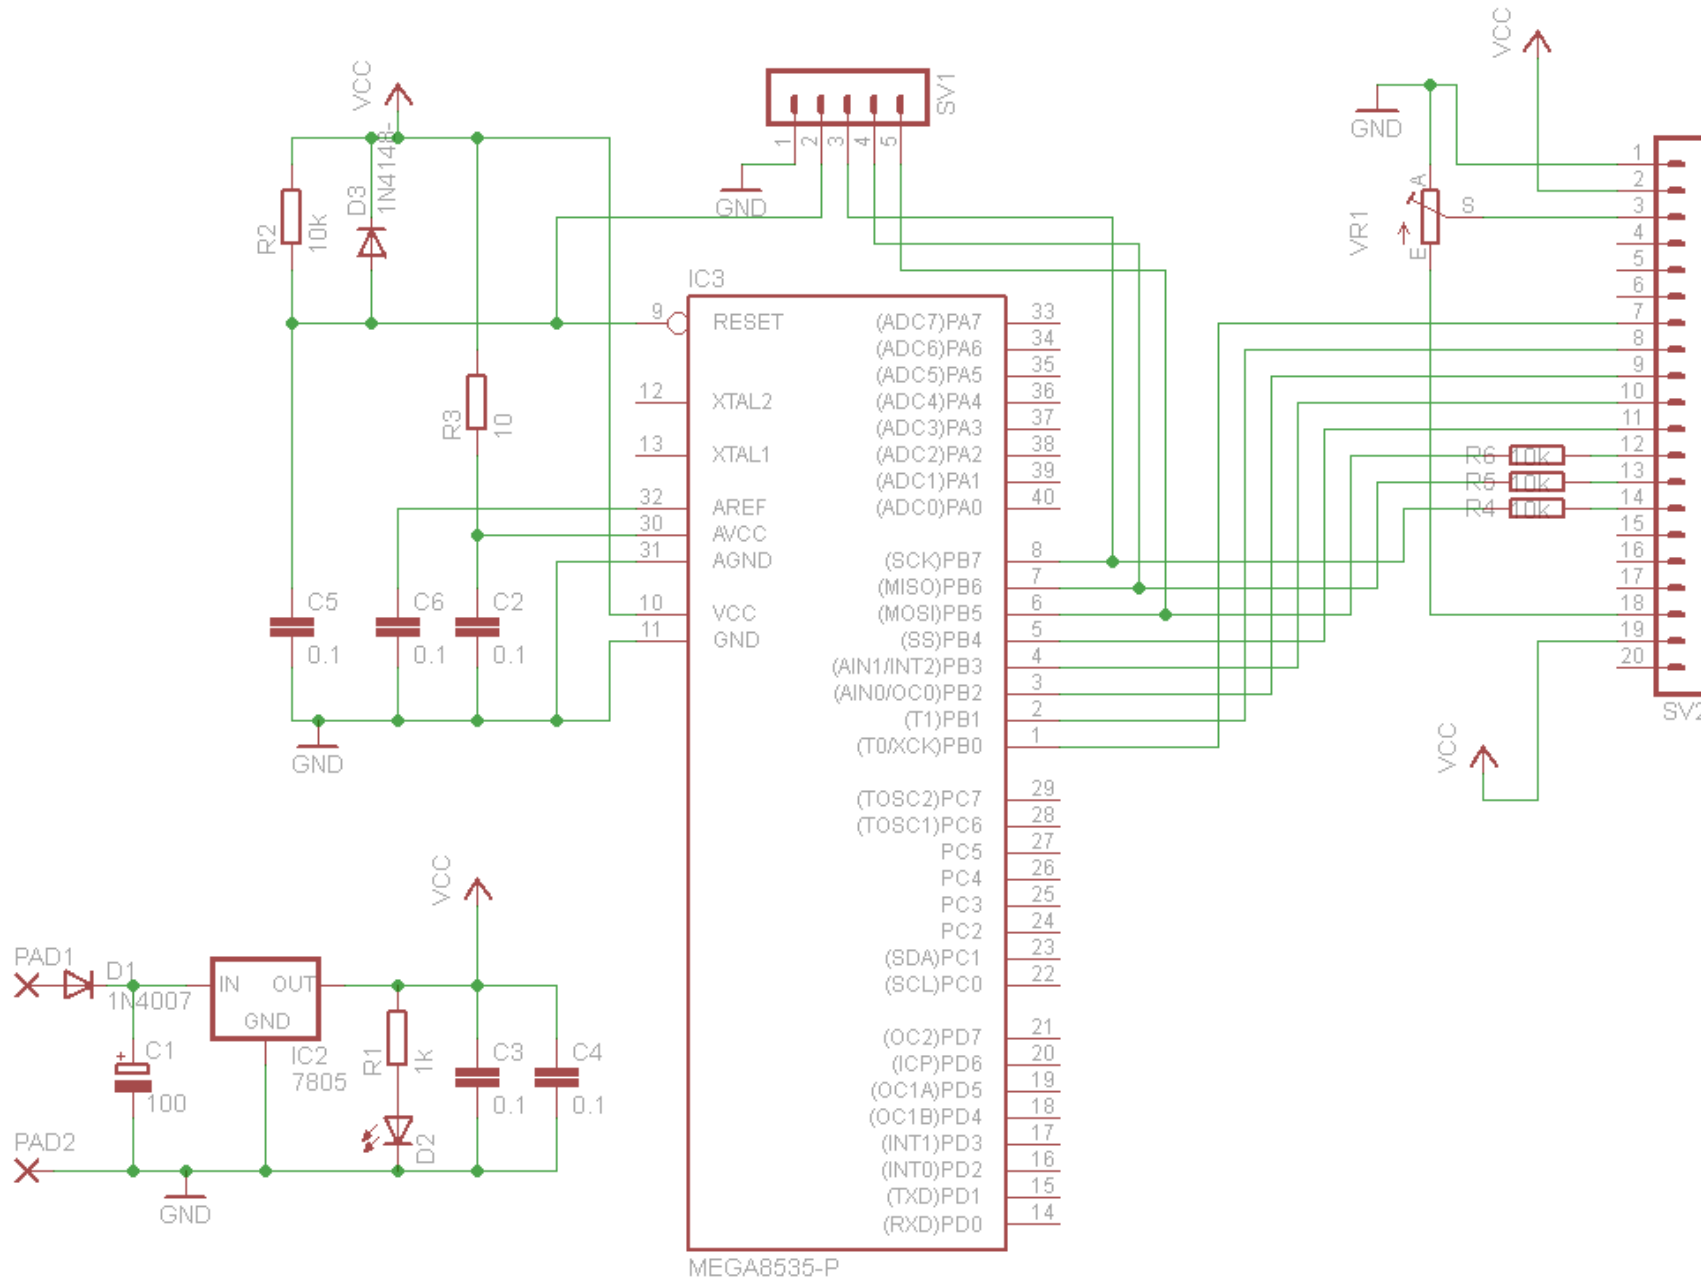 VCC
R2
10k
D3
1N4148-
R3
10
C5
0.1
C6
0.1
C2
0.1
GND
SV1
1
2
3
4
5
GND
IC3
9 RESET
12 XTAL2
13 XTAL1
32 AREF
30 AVCC
31 AGND
10 VCC
11 GND
(ADC7)PA7 33
(ADC6)PA6 34
(ADC5)PA5 35
(ADC4)PA4 36
(ADC3)PA3 37
(ADC2)PA2 38
(ADC1)PA1 39
(ADC0)PA0 40
(SCK)PB7 8
(MISO)PB6 7
(MOSI)PB5 6
(SS)PB4 5
(AIN1/INT2)PB3 4
(AIN0/OC0)PB2 3
(T1)PB1 2
(T0/XCK)PB0 1
(TOSC2)PC7 29
(TOSC1)PC6 28
PC5 27
PC4 26
PC3 25
PC2 24
(SDA)PC1 23
(SCL)PC0 22
(OC2)PD7 21
(ICP)PD6 20
(OC1A)PD5 19
(OC1B)PD4 18
(INT1)PD3 17
(INT0)PD2 16
(TXD)PD1 15
(RXD)PD0 14
MEGA8535-P
VCC
GND
VR1
A
S
E
1
2
3
4
5
6
7
8
9
10
11
12
13
14
15
16
17
18
19
20
R6 10k
R5 10k
R4 10k
SV2
VCC
PAD1
D1
1N4007
+
C1
100
PAD2
IN OUT
GND
IC2
7805
GND
VCC
R1
1k
D2
C3
0.1
C4
0.1